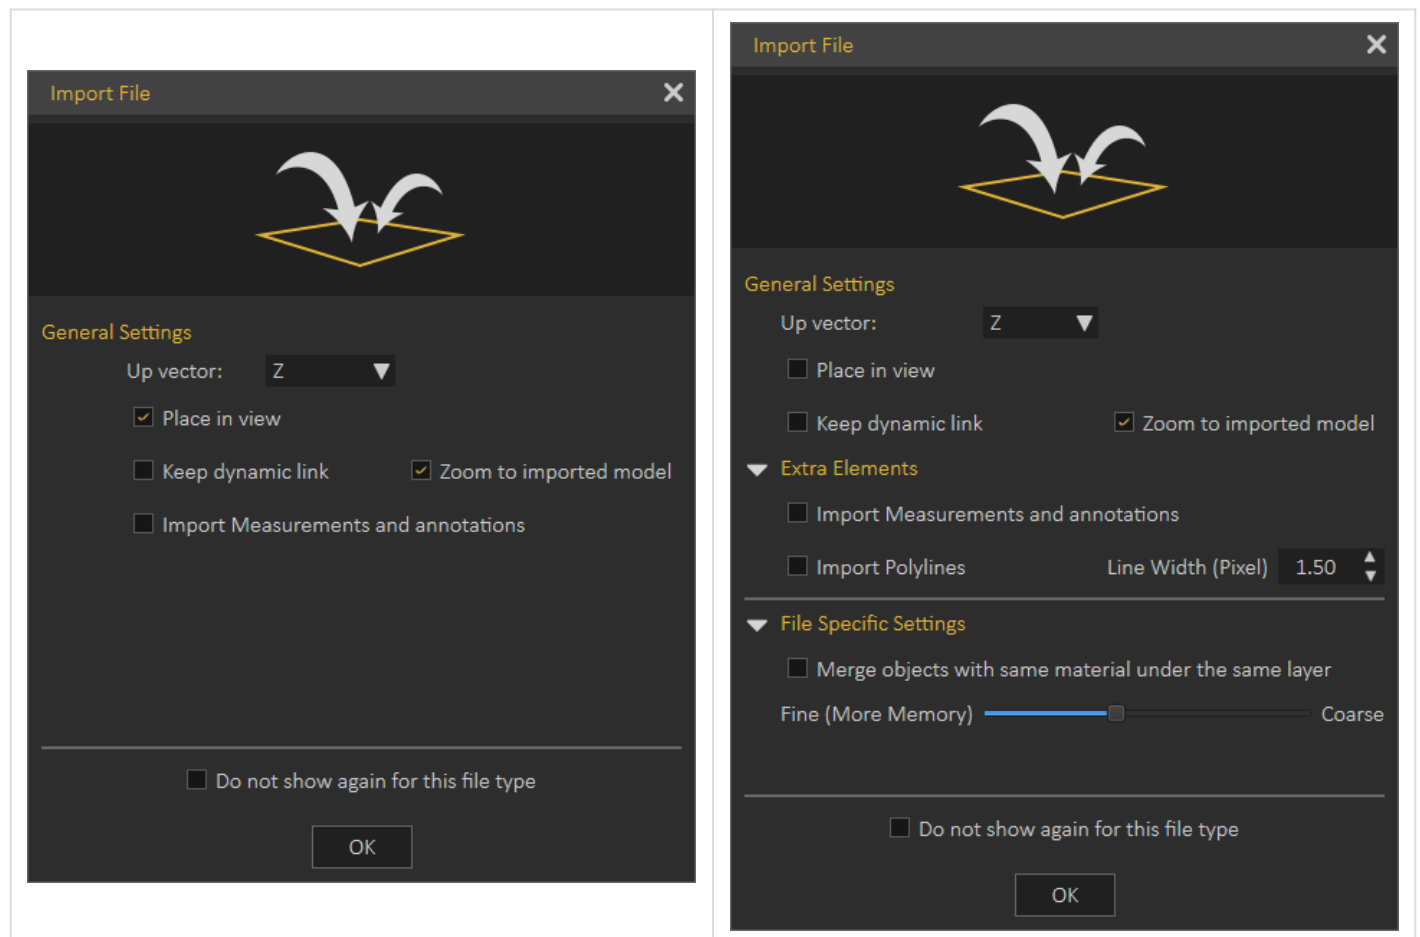 Import File
General Settings
Up vector: Z
Place in view
Keep dynamic link Zoom to imported model
Import Measurements and annotations
Do not show again for this file type
OK
Import File
General Settings
Up vector: Z
Place in view
Keep dynamic link Zoom to imported model
Extra Elements
Import Measurements and annotations
Import Polylines Line Width (Pixel) 1.50
File Specific Settings
Merge objects with same material under the same layer
Fine (More Memory) Coarse
Do not show again for this file type
OK